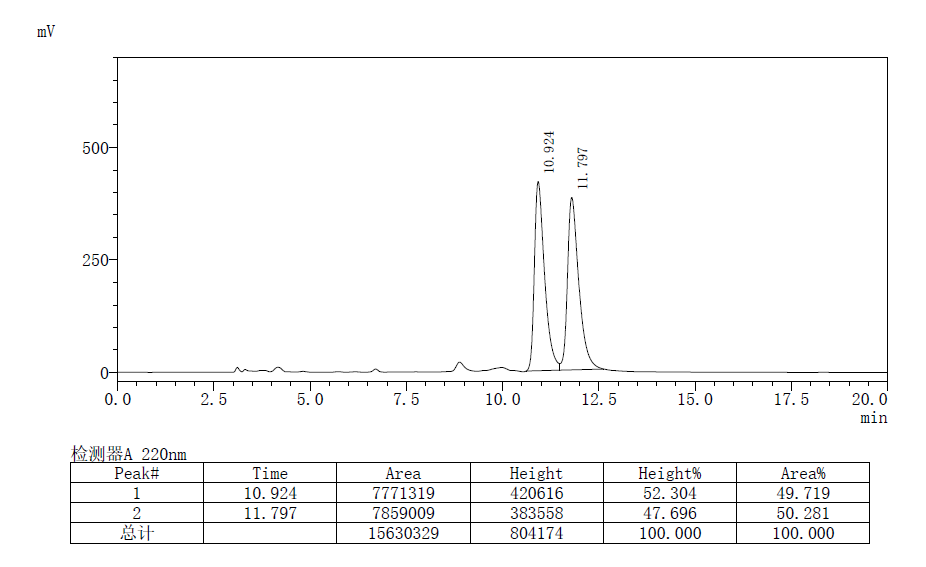 mV
10.924
11.797
500
250
0
0.0 2.5 5.0 7.5 10.0 12.5 15.0 17.5 20.0
min
检测器A 220nm
Peak# Time Area Height Height% Area%
1 10.924 7771319 420616 52.304 49.719
2 11.797 7859009 383558 47.696 50.281
总计 15630329 804174 100.000 100.000